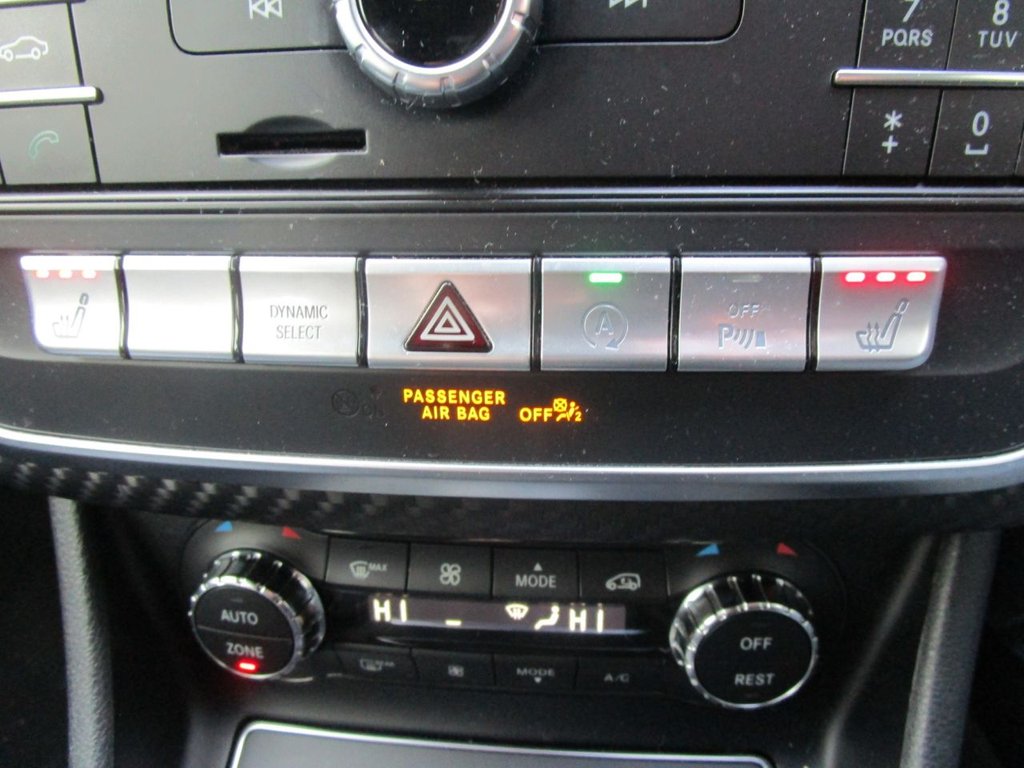 7
PQRS
8
TUV
*
+
0
DYNAMIC
SELECT
A
OFF
P
PASSENGER
AIR BAG
OFF
2
MAX
MODE
AUTO
ZONE
HI
HI
OFF
REST
MODE
A/C